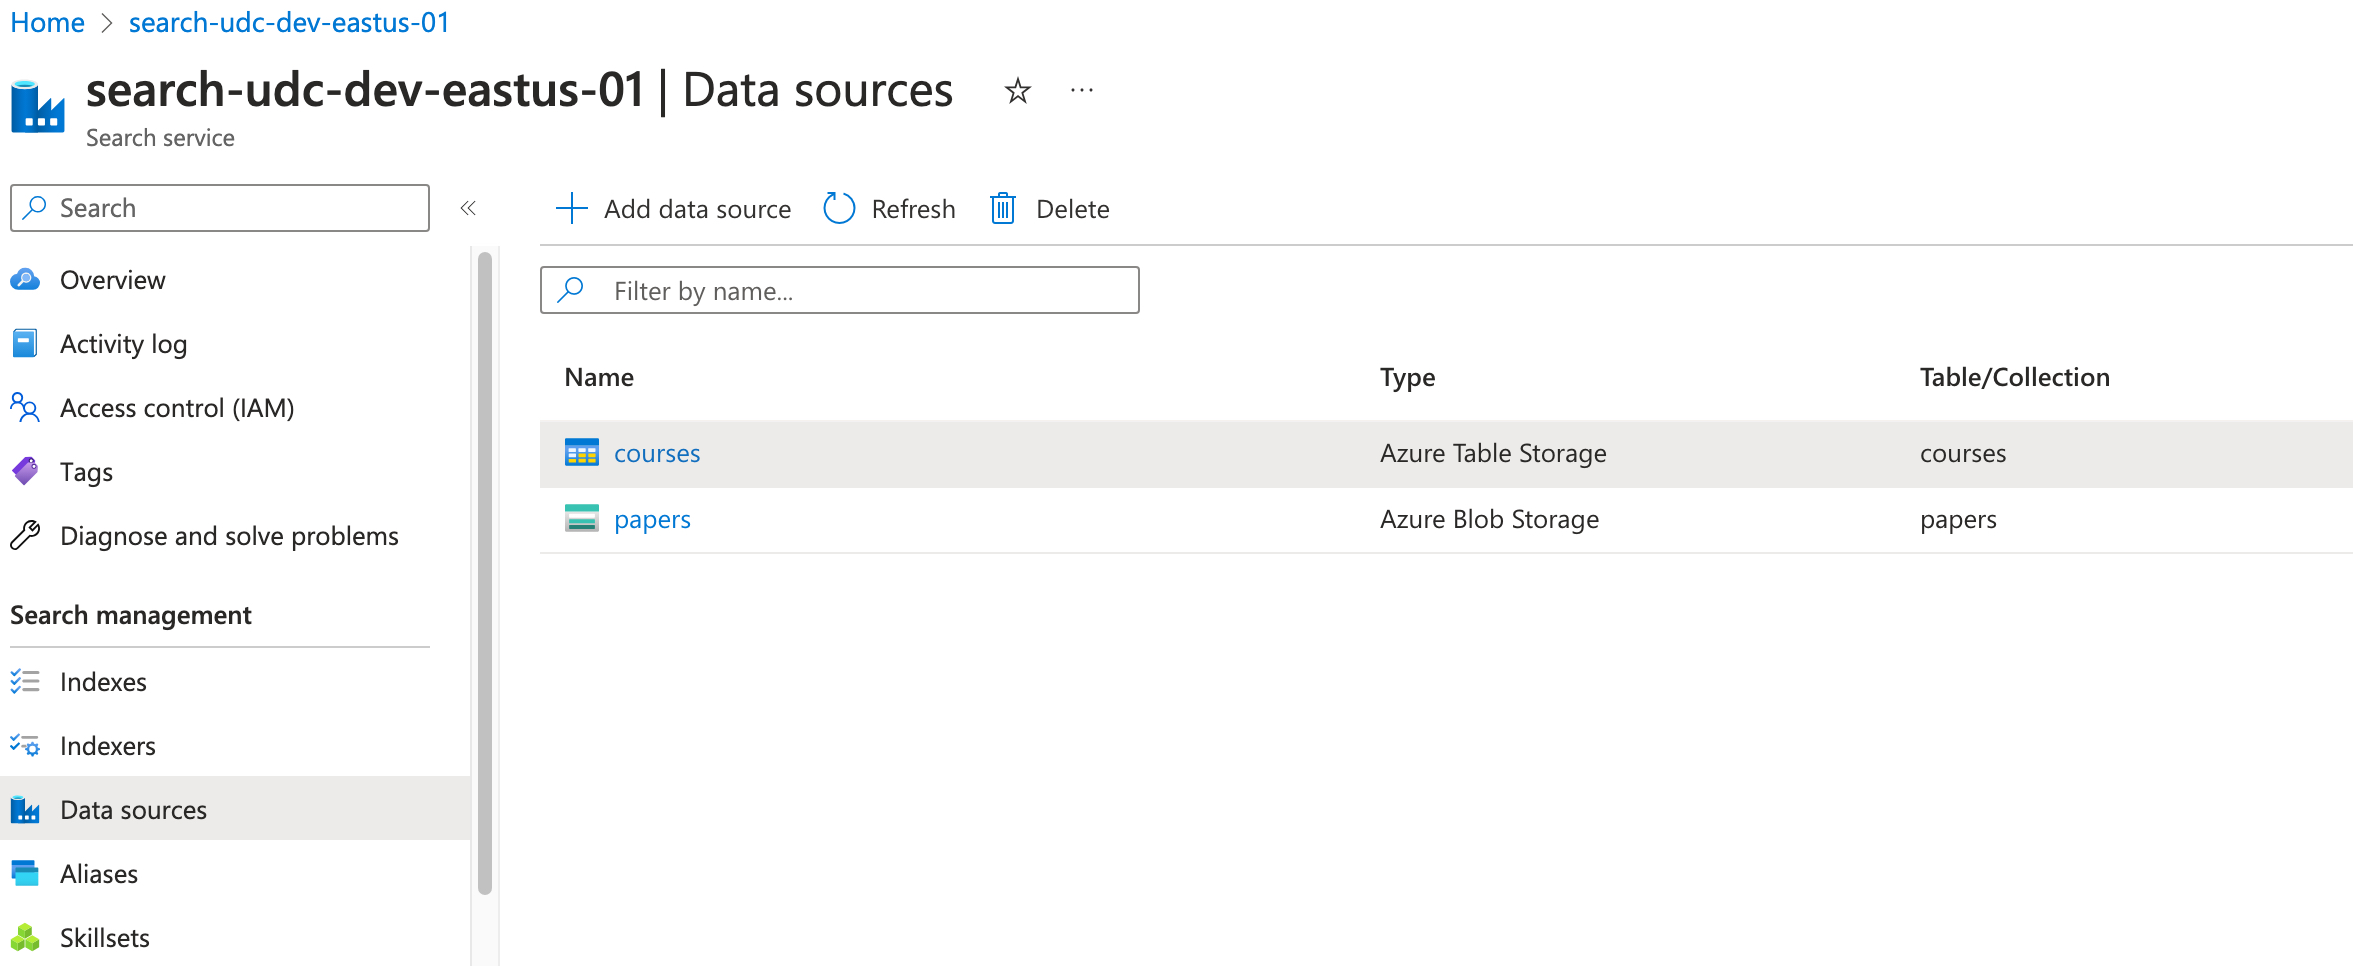 Home > search-udc-dev-eastus-01
search-udc-dev-eastus-01 | Data sources
Search service
Search
Overview
Activity log
Access control (IAM)
Tags
Diagnose and solve problems
Search management
Indexes
Indexers
Data sources
Aliases
Skillsets
Add data source Refresh Delete
Filter by name...
Name Type Table/Collection
courses Azure Table Storage courses
papers Azure Blob Storage papers